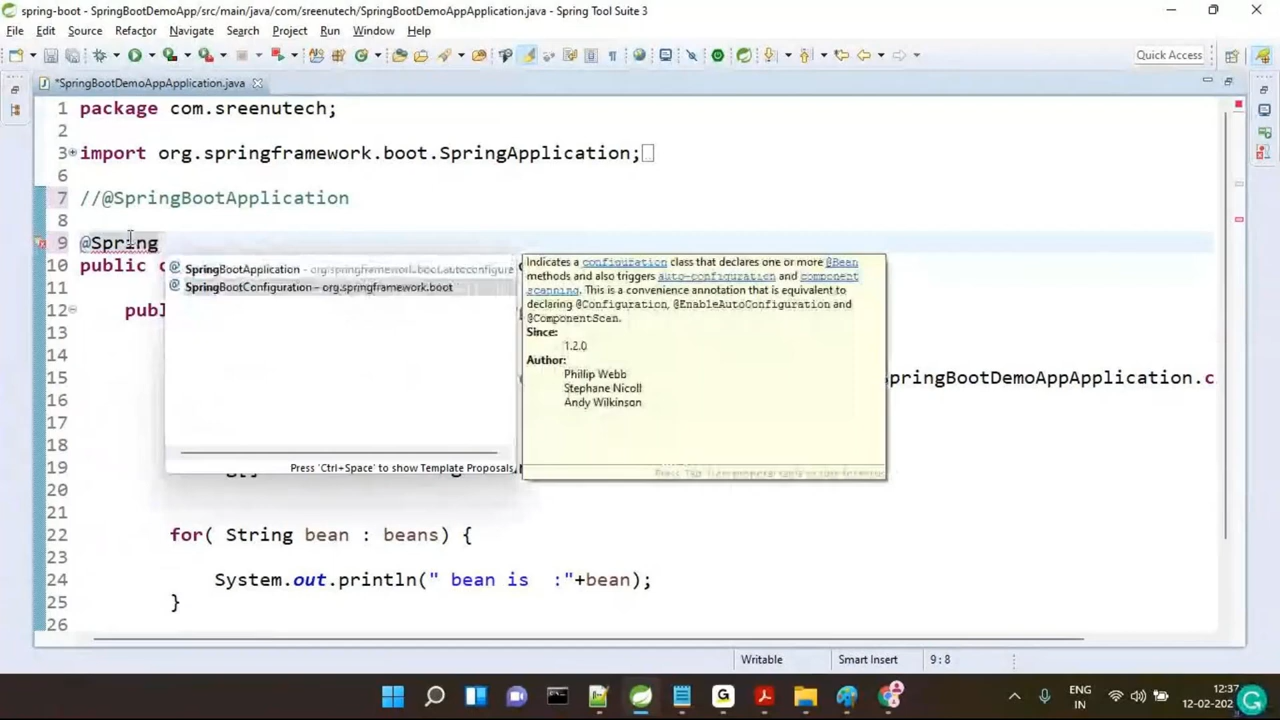 spring-boot - SpringBootDemoApp/src/main/java/com/sreenutech/SpringBootDemoAppApplication.java - Spring Tool Suite 3
File Edit Source Refactor Navigate Search Project Run Window Help
Quick Access
*SpringBootDemoAppApplication.java
1 package com.sreenutech;
2
3 import org.springframework.boot.SpringApplication;
6
7 //@SpringBootApplication
8
9 @Spring
SpringBootApplication - org.springframework.boot.autoconfigure
SpringBootConfiguration - org.springframework.boot
Press 'Ctrl+Space' to show Template Proposals
Indicates a configuration class that declares one or more @Bean
methods and also triggers auto-configuration and component
scanning. This is a convenience annotation that is equivalent to
declaring @Configuration, @EnableAutoConfiguration and
@ComponentScan.
Since:
1.2.0
Author:
Phillip Webb
Stephane Nicoll
Andy Wilkinson
10 public c
11
12 publ
13
14
15 pringBootDemoAppApplication.c
16
17
18
19
20
21
22 for( String bean : beans) {
23
24 System.out.println(" bean is :"+bean);
25 }
26
Writable Smart Insert 9:8
ENG
IN
12:37
12-02-202